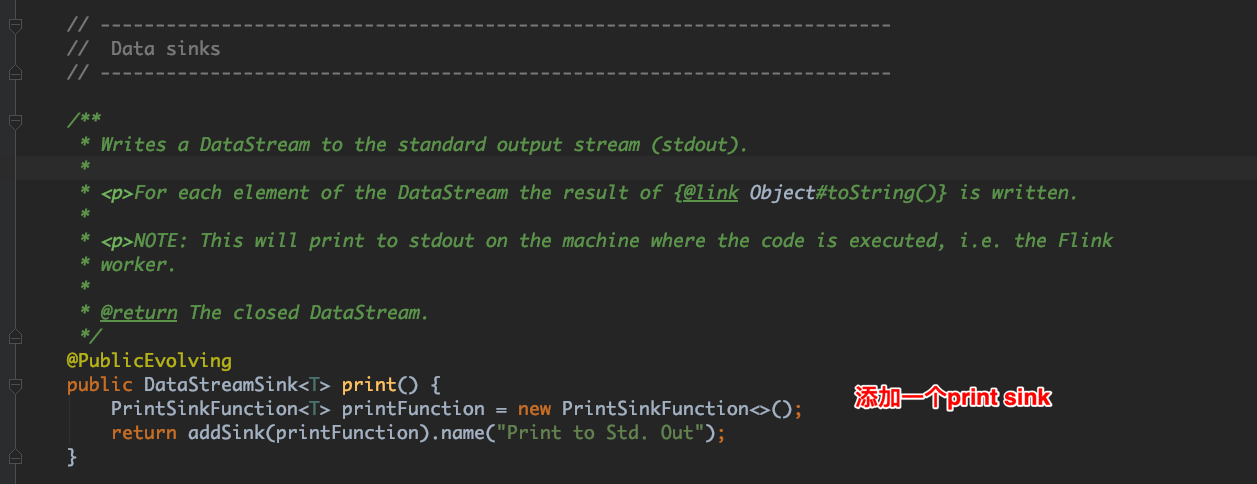 // ------------------------------------------------------------------------
//  Data sinks
// ------------------------------------------------------------------------
/**
 * Writes a DataStream to the standard output stream (stdout).
 *
 * <p>For each element of the DataStream the result of {@link Object#toString()} is written.
 *
 * <p>NOTE: This will print to stdout on the machine where the code is executed, i.e. the Flink
 * worker.
 *
 * @return The closed DataStream.
 */
@PublicEvolving
public DataStreamSink<T> print() {
    PrintSinkFunction<T> printFunction = new PrintSinkFunction<>();
添加一个print sink
    return addSink(printFunction).name("Print to Std. Out");
}